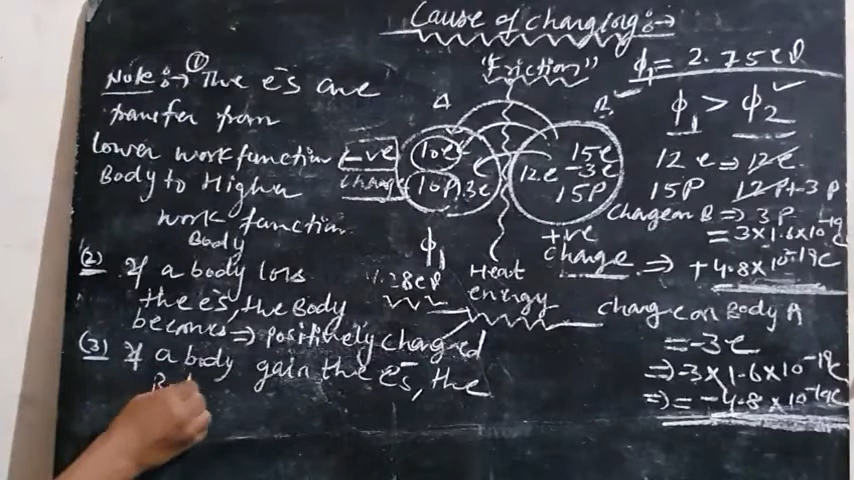 Cause of charging :→
Note :→ (1) The e⁻s are
transfer from
lower work function
Body to Higher
work function
Body
(2) If a body loss
the e⁻s, the Body
becomes ⇒ positively charged
(3) If a body gain the e⁻s, the
"Friction"
A
B
-ve
charge
10e
10P
3e
12e
15e
-3e
15P
ϕ₁
4.28eV
Heat
energy
+ve
charge
ϕ₁ = 2.75eV
ϕ₁ > ϕ₂
12e ⇒ 12e
15P 12P+3P
Charge on B ⇒ 3P
= 3×1.6×10⁻¹⁹
⇒ +4.8×10⁻¹⁹C
Charge on Body A
= -3e
⇒ -3×1.6×10⁻¹⁹C
⇒ = -4.8×10⁻¹⁹C